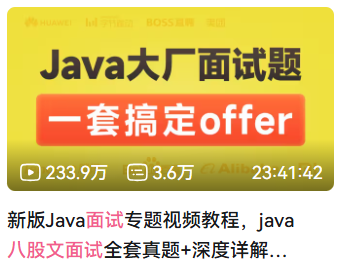 HUAWEI BOSS直聘 美团
Java大厂面试题
一套搞定offer
233.9万 3.6万 23:41:42
新版Java面试专题视频教程，java
八股文面试全套真题+深度详解…